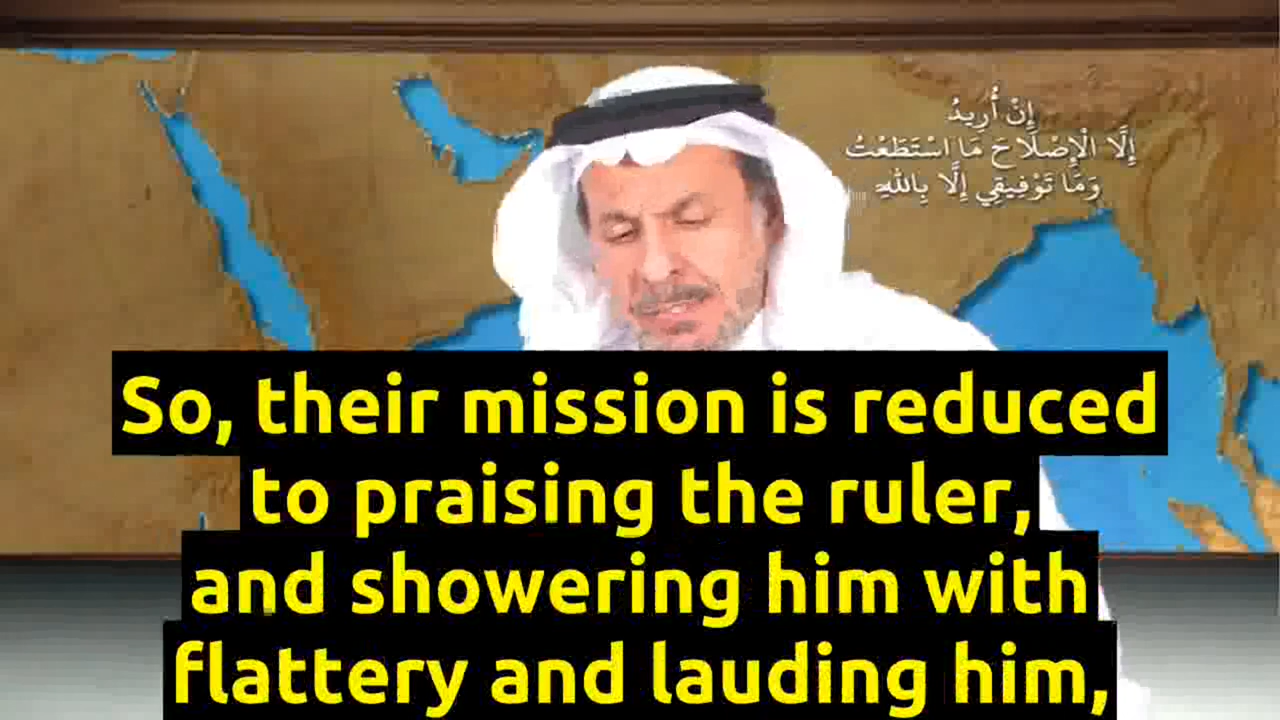 إِنْ أُرِيدُ
إِلَّا الْإِصْلَاحَ مَا اسْتَطَعْتُ
وَمَا تَوْفِيقِي إِلَّا بِاللَّهِ
So, their mission is reduced
to praising the ruler,
and showering him with
flattery and lauding him,